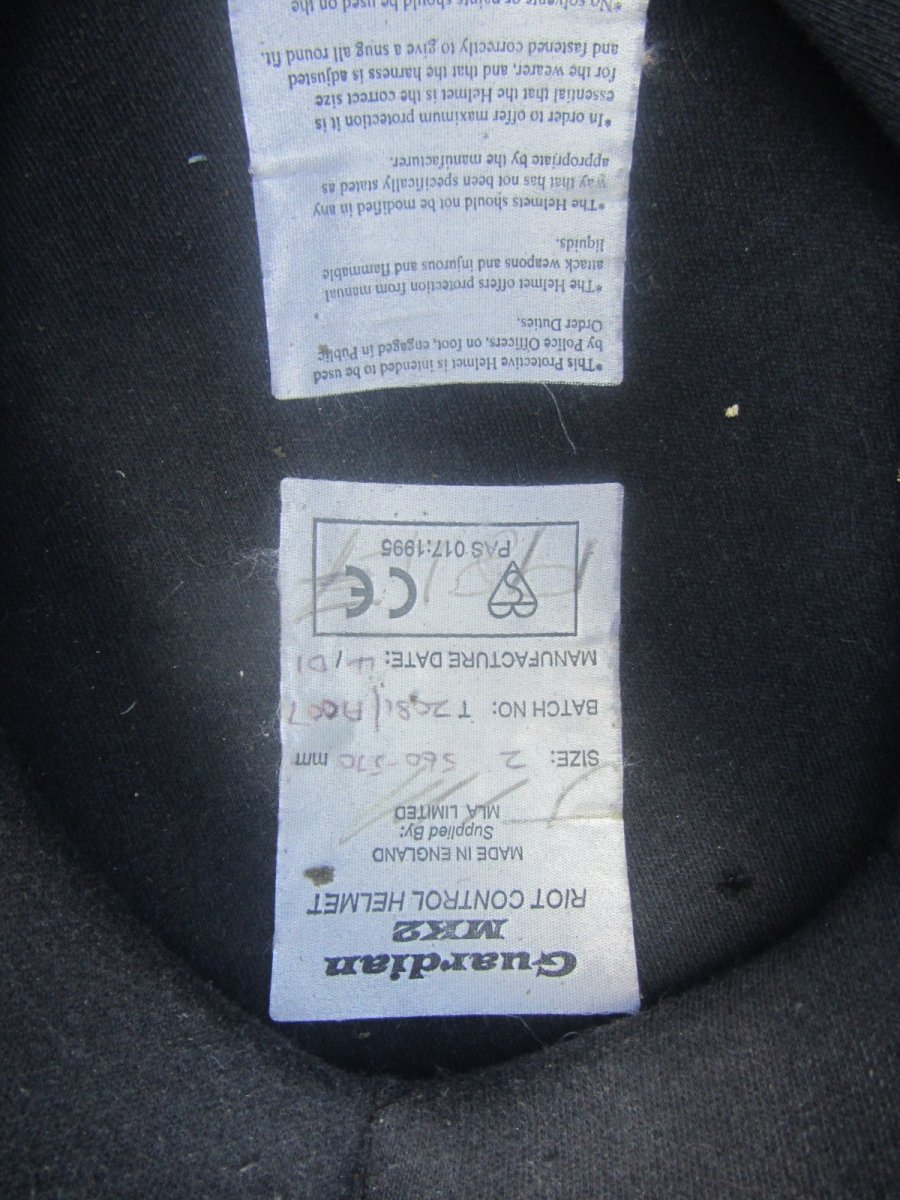 Guardian
MK2
RIOT CONTROL HELMET
MADE IN ENGLAND
Supplied By:
MLA LIMITED
SIZE: 2 560-570 mm
BATCH NO: T 2081/A007
MANUFACTURE DATE: 4 / 01
CE
PAS 017:1995
*This Protective Helmet is intended to be used
by Police Officers, on foot, engaged in Public
Order Duties.
*The Helmet offers protection from manual
attack weapons and injurous and flammable
liquids.
*The Helmets should not be modified in any
way that has not been specifically stated as
appropriate by the manufacturer.
*In order to offer maximum protection It is
essential that the Helmet is the correct size
for the wearer, and that the harness is adjusted
and fastened correctly to give a snug all round fit.
*No solvents or paints should be used on the